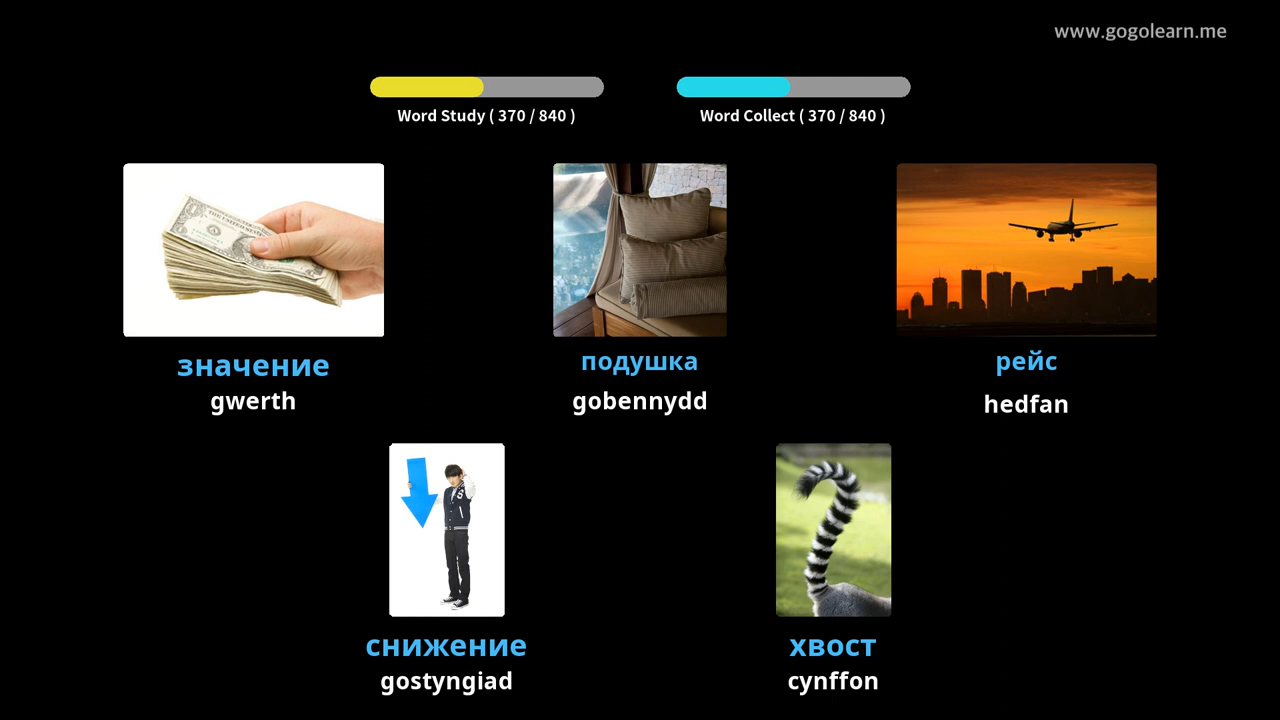 www.gogolearn.me
Word Study ( 370 / 840 )
Word Collect ( 370 / 840 )
значение
gwerth
подушка
gobennydd
рейс
hedfan
снижение
gostyngiad
хвост
cynffon